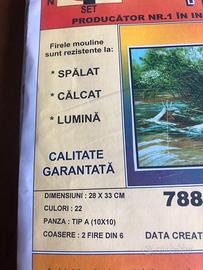 SET
PRODUCĂTOR NR.1 ÎN IN
Firele mouline
sunt rezistente la:
* SPĂLAT
* CĂLCAT
* LUMINĂ
CALITATE
GARANTATĂ
DIMENSIUNI : 28 X 33 CM
CULORI : 22
PANZA : TIP A (10X10)
COASERE : 2 FIRE DIN 6
788
DATA CREAT